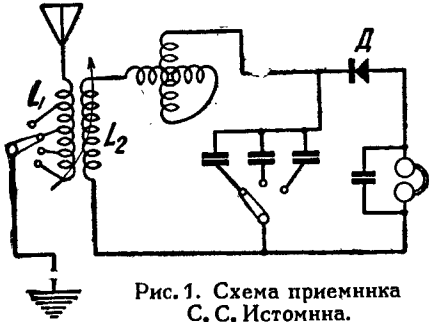 Д
L₁
L₂
Рис. 1. Схема приемника
С. С. Истомина.